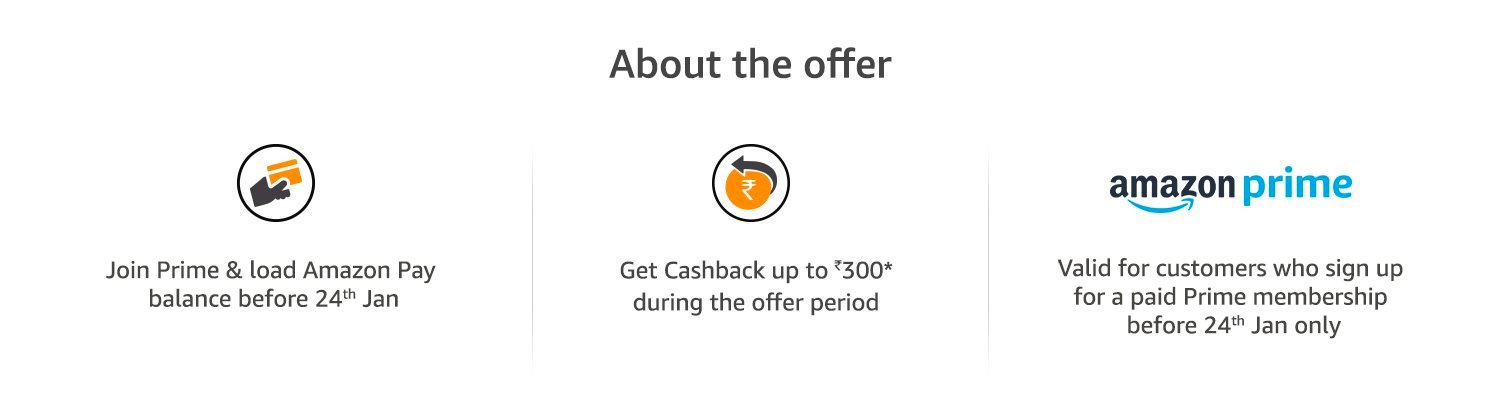 About the offer
Join Prime & load Amazon Pay
balance before 24th Jan
₹
Get Cashback up to ₹300*
during the offer period
amazon prime
Valid for customers who sign up
for a paid Prime membership
before 24th Jan only